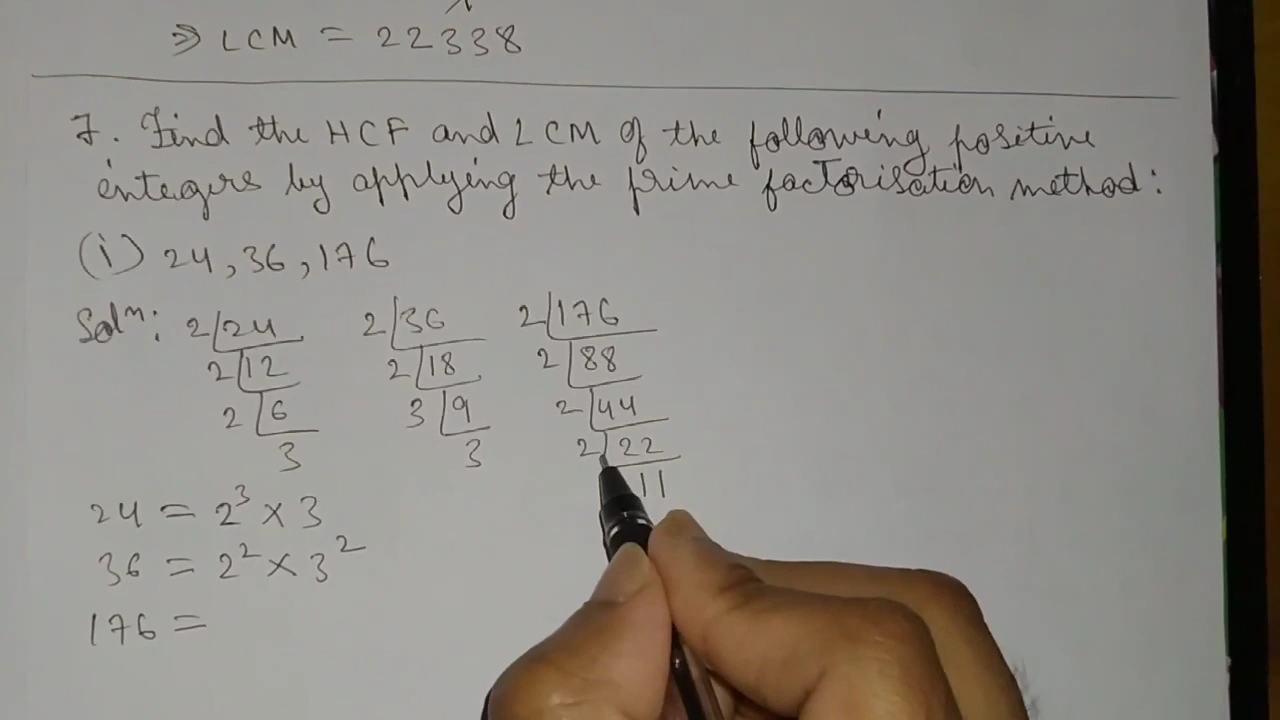 ⇒ LCM = 22338
7. Find the HCF and LCM of the following positive
integers by applying the prime factorisation method:
(i) 24, 36, 176
Solⁿ: 2|24 2|36 2|176
2|12 2|18 2|88
2|6 3|9 2|44
3 3 2|22
11
24 = 2³ × 3
36 = 2² × 3²
176 =